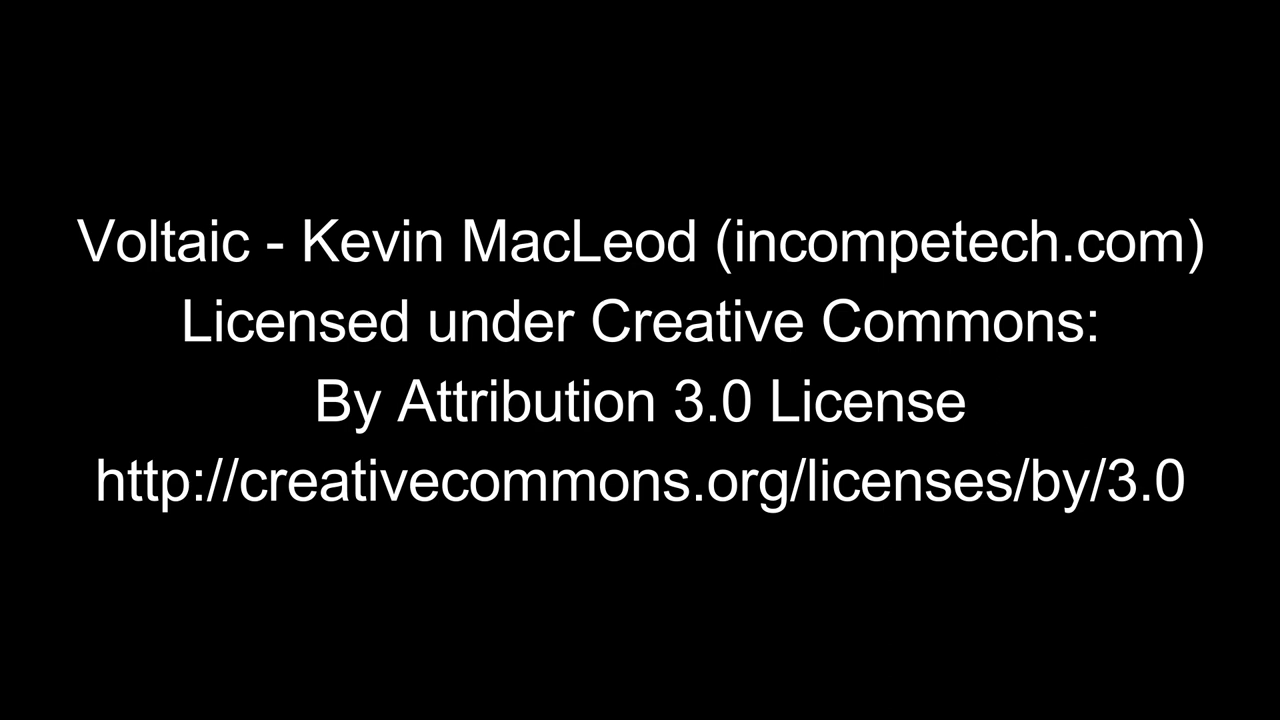 Voltaic - Kevin MacLeod (incompetech.com)
Licensed under Creative Commons:
By Attribution 3.0 License
http://creativecommons.org/licenses/by/3.0